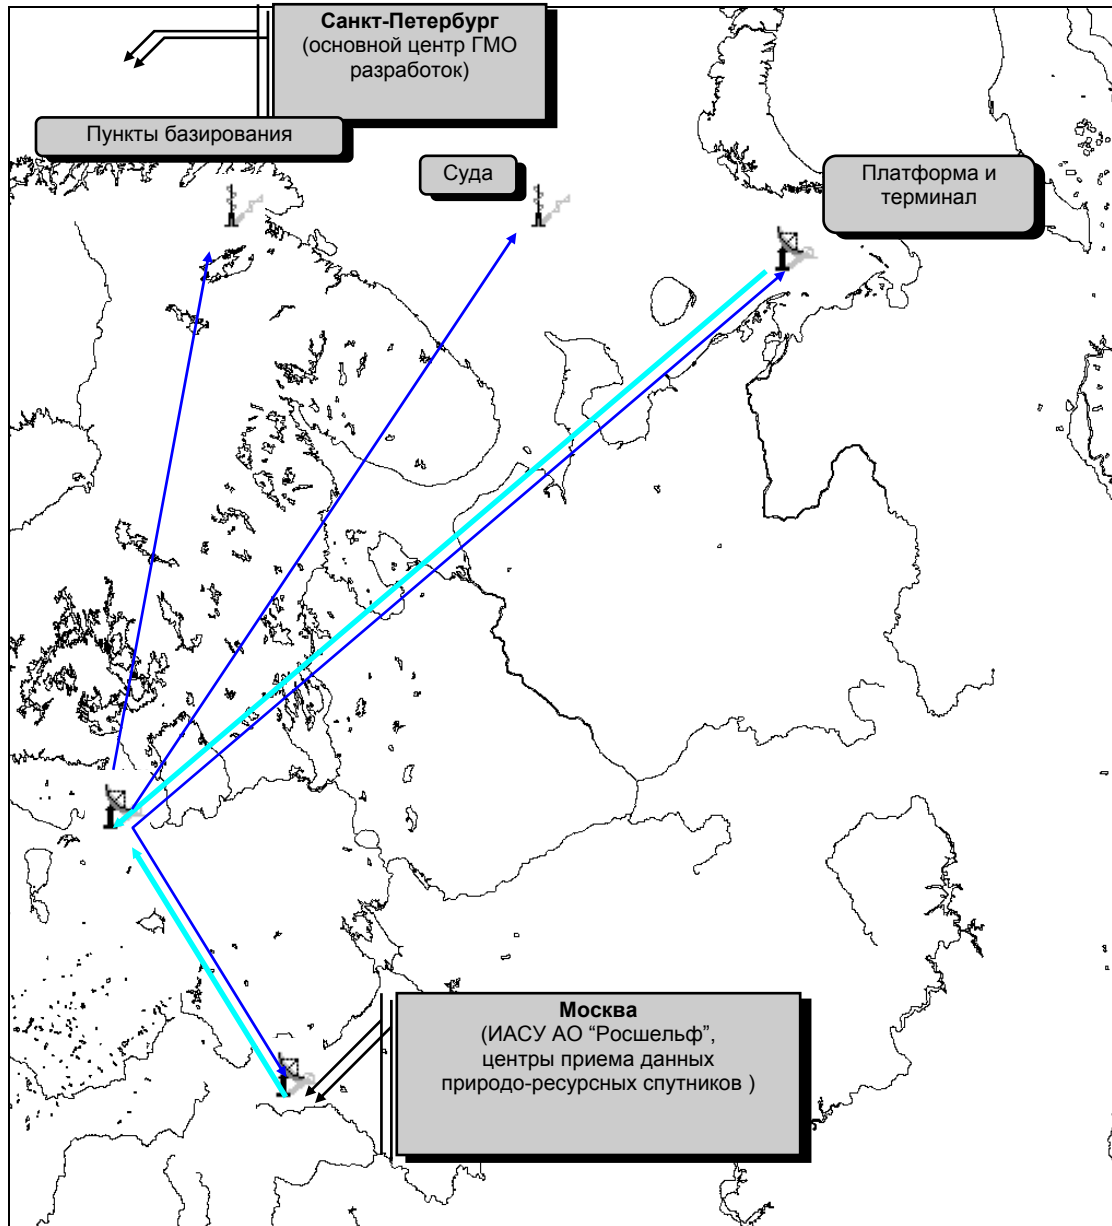 Санкт-Петербург
(основной центр ГМО
разработок)
Пункты базирования
Суда
Платформа и
терминал
Москва
(ИАСУ АО “Росшельф”,
центры приема данных
природо-ресурсных спутников )